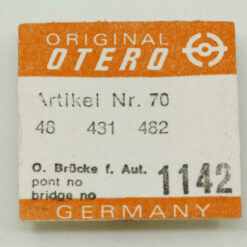 ORIGINAL
OTERO
Artikel Nr. 70
48 431 482
O. Brücke f. Aut.
pont no
bridge no 1142
GERMANY